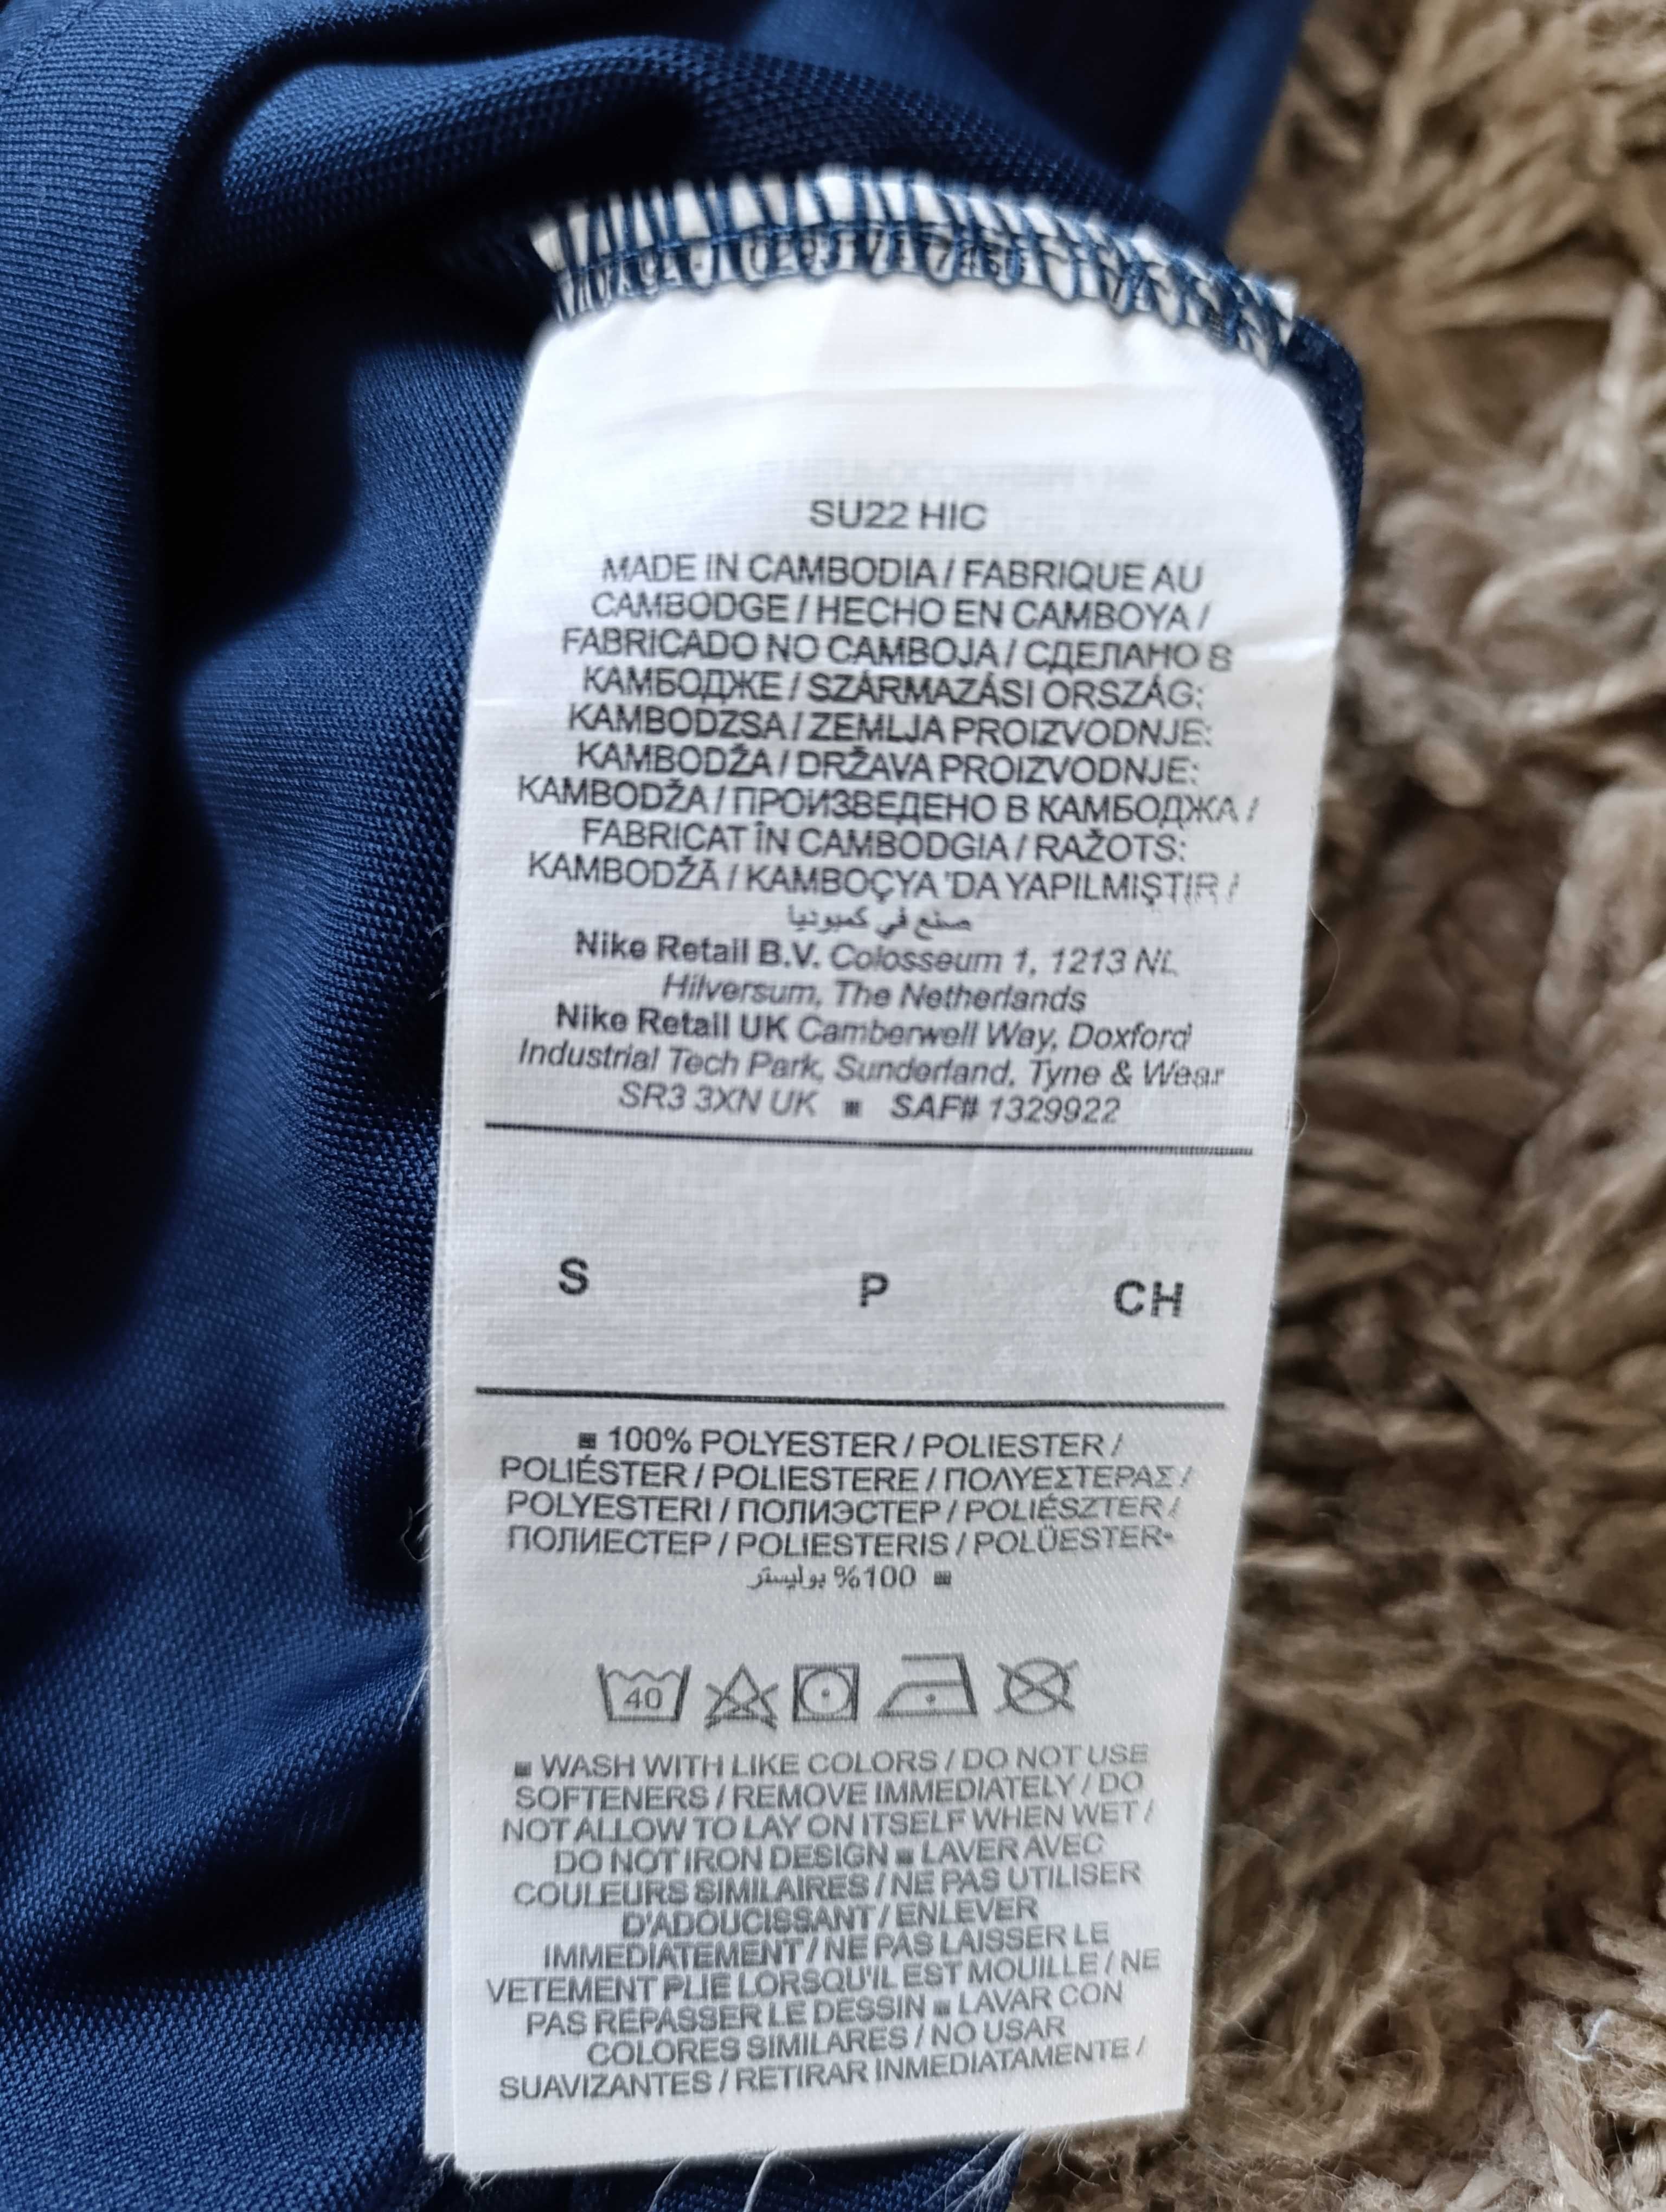 SU22 HIC
MADE IN CAMBODIA / FABRIQUE AU
CAMBODGE / HECHO EN CAMBOYA /
FABRICADO NO CAMBOJA / СДЕЛАНО В
КАМБОДЖЕ / SZÁRMAZÁSI ORSZÁG:
KAMBODZSA / ZEMLJA PROIZVODNJE:
KAMBODŽA / DRŽAVA PROIZVODNJE:
KAMBODŽA / ПРОИЗВЕДЕНО В КАМБОДЖА /
FABRICAT ÎN CAMBODGIA / RAŽOTS:
KAMBODŽĀ / KAMBOÇYA 'DA YAPILMIŞTIR /
صنع في كمبوديا
Nike Retail B.V. Colosseum 1, 1213 NL
Hilversum, The Netherlands
Nike Retail UK Camberwell Way, Doxford
Industrial Tech Park, Sunderland, Tyne & Wear
SR3 3XN UK ■ SAF# 1329922
S P CH
■ 100% POLYESTER / POLIESTER /
POLIÉSTER / POLIESTERE / ΠΟΛΥΕΣΤΕΡΑΣ /
POLYESTERI / ПОЛИЭСТЕР / POLIÉSZTER /
ПОЛИЕСТЕР / POLIESTERIS / POLÜESTER-
■ 100% بوليستر
40
■ WASH WITH LIKE COLORS / DO NOT USE
SOFTENERS / REMOVE IMMEDIATELY / DO
NOT ALLOW TO LAY ON ITSELF WHEN WET /
DO NOT IRON DESIGN ■ LAVER AVEC
COULEURS SIMILAIRES / NE PAS UTILISER
D'ADOUCISSANT / ENLEVER
IMMEDIATEMENT / NE PAS LAISSER LE
VETEMENT PLIE LORSQU'IL EST MOUILLE / NE
PAS REPASSER LE DESSIN ■ LAVAR CON
COLORES SIMILARES / NO USAR
SUAVIZANTES / RETIRAR INMEDIATAMENTE /